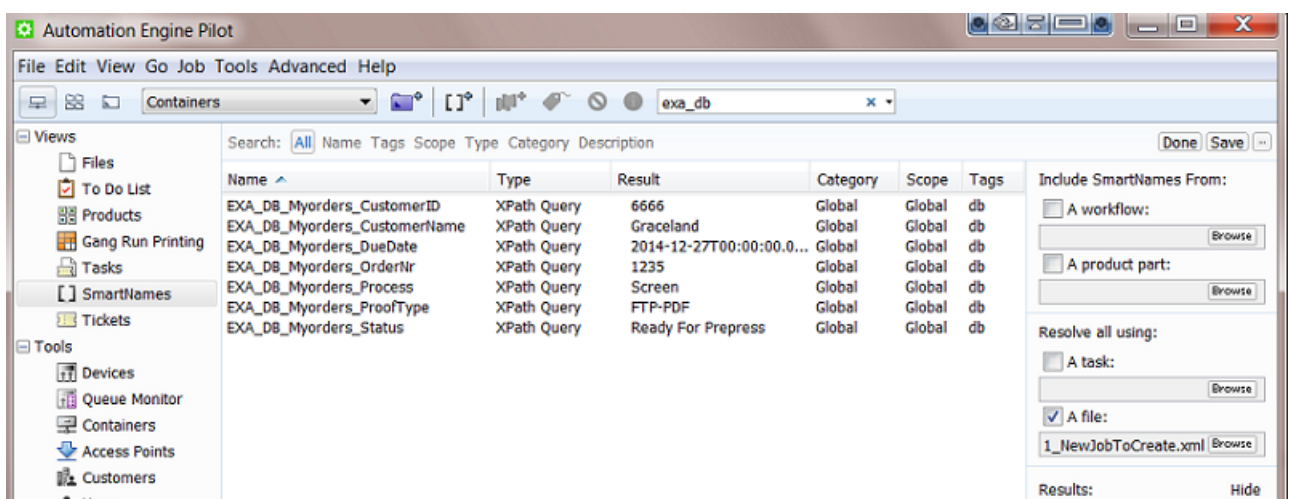 Automation Engine Pilot
File Edit View Go Job Tools Advanced Help
Containers exa_db
Views
Files
To Do List
Products
Gang Run Printing
Tasks
[ ] SmartNames
Tickets
Tools
Devices
Queue Monitor
Containers
Access Points
Customers
Search: All Name Tags Scope Type Category Description Done Save
Name Type Result Category Scope Tags
EXA_DB_Myorders_CustomerID XPath Query 6666 Global Global db
EXA_DB_Myorders_CustomerName XPath Query Graceland Global Global db
EXA_DB_Myorders_DueDate XPath Query 2014-12-27T00:00:00.0... Global Global db
EXA_DB_Myorders_OrderNr XPath Query 1235 Global Global db
EXA_DB_Myorders_Process XPath Query Screen Global Global db
EXA_DB_Myorders_ProofType XPath Query FTP-PDF Global Global db
EXA_DB_Myorders_Status XPath Query Ready For Prepress Global Global db
Include SmartNames From:
A workflow:
Browse
A product part:
Browse
Resolve all using:
A task:
Browse
A file:
1_NewJobToCreate.xml Browse
Results: Hide